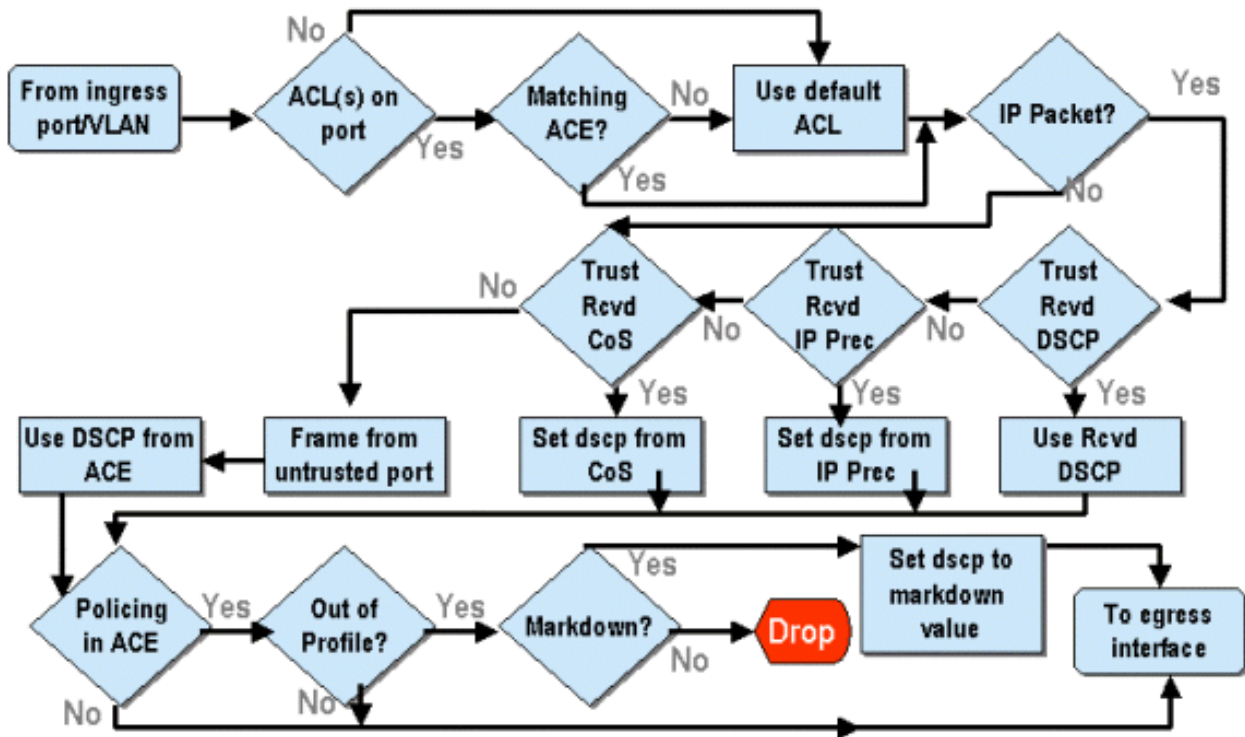 No
From ingress
port/VLAN
ACL(s) on
port
Yes
Matching
ACE?
No
Yes
Use default
ACL
IP Packet?
Yes
No
Trust
Rcvd
CoS
No
Yes
Trust
Rcvd
IP Prec
No
Yes
Trust
Rcvd
DSCP
No
Yes
Use DSCP from
ACE
Frame from
untrusted port
Set dscp from
CoS
Set dscp from
IP Prec
Use Rcvd
DSCP
Policing
in ACE
Yes
No
Out of
Profile?
Yes
No
Markdown?
Yes
No
Drop
Set dscp to
markdown
value
To egress
interface